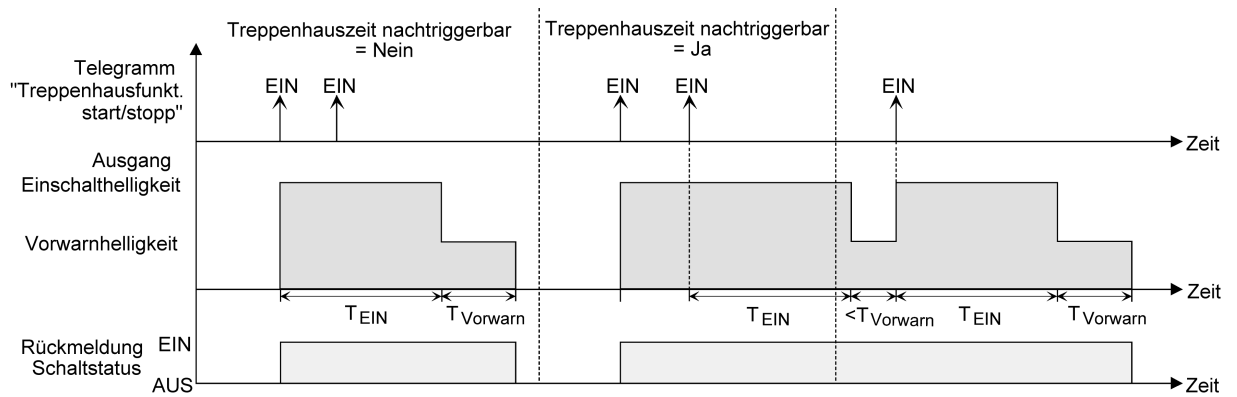 Treppenhauszeit nachtriggerbar
= Nein
Treppenhauszeit nachtriggerbar
= Ja
Telegramm
"Treppenhausfunkt.
start/stopp"
EIN
EIN
EIN
EIN
EIN
Zeit
Ausgang
Einschalthelligkeit
Vorwarnhelligkeit
Zeit
TEIN
TVorwarn
TEIN
<TVorwarn
TEIN
TVorwarn
Rückmeldung
Schaltstatus
EIN
AUS
Zeit